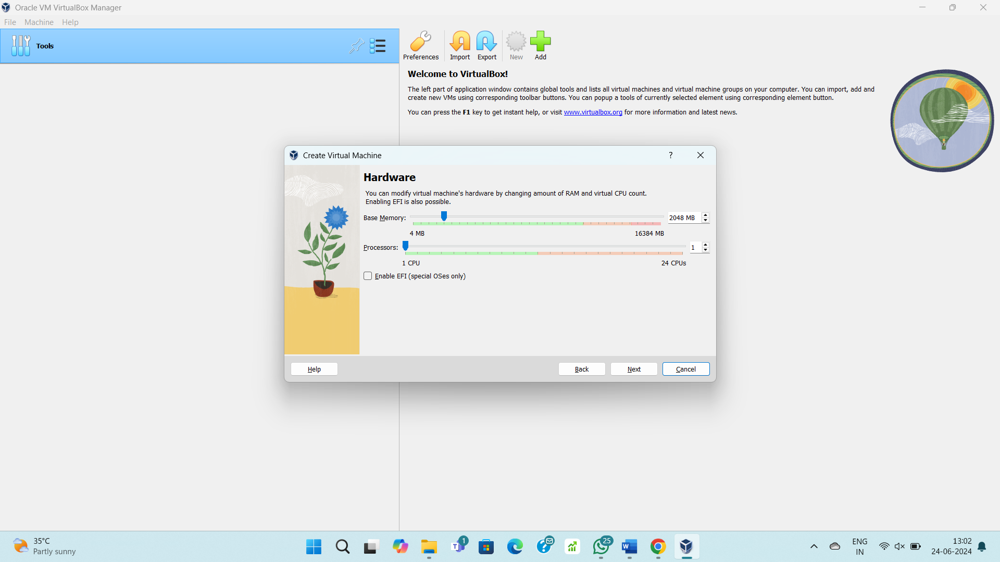 Oracle VM VirtualBox Manager
File Machine Help
Tools
Preferences Import Export New Add
Welcome to VirtualBox!
The left part of application window contains global tools and lists all virtual machines and virtual machine groups on your computer. You can import, add and
create new VMs using corresponding toolbar buttons. You can popup a tools of currently selected element using corresponding element button.
You can press the F1 key to get instant help, or visit www.virtualbox.org for more information and latest news.
Create Virtual Machine ?
Hardware
You can modify virtual machine's hardware by changing amount of RAM and virtual CPU count.
Enabling EFI is also possible.
Base Memory: 2048 MB
4 MB 16384 MB
Processors: 1
1 CPU 24 CPUs
Enable EFI (special OSes only)
Help Back Next Cancel
35°C
Partly sunny
T 1
?
25
W
ENG
IN
13:02
24-06-2024